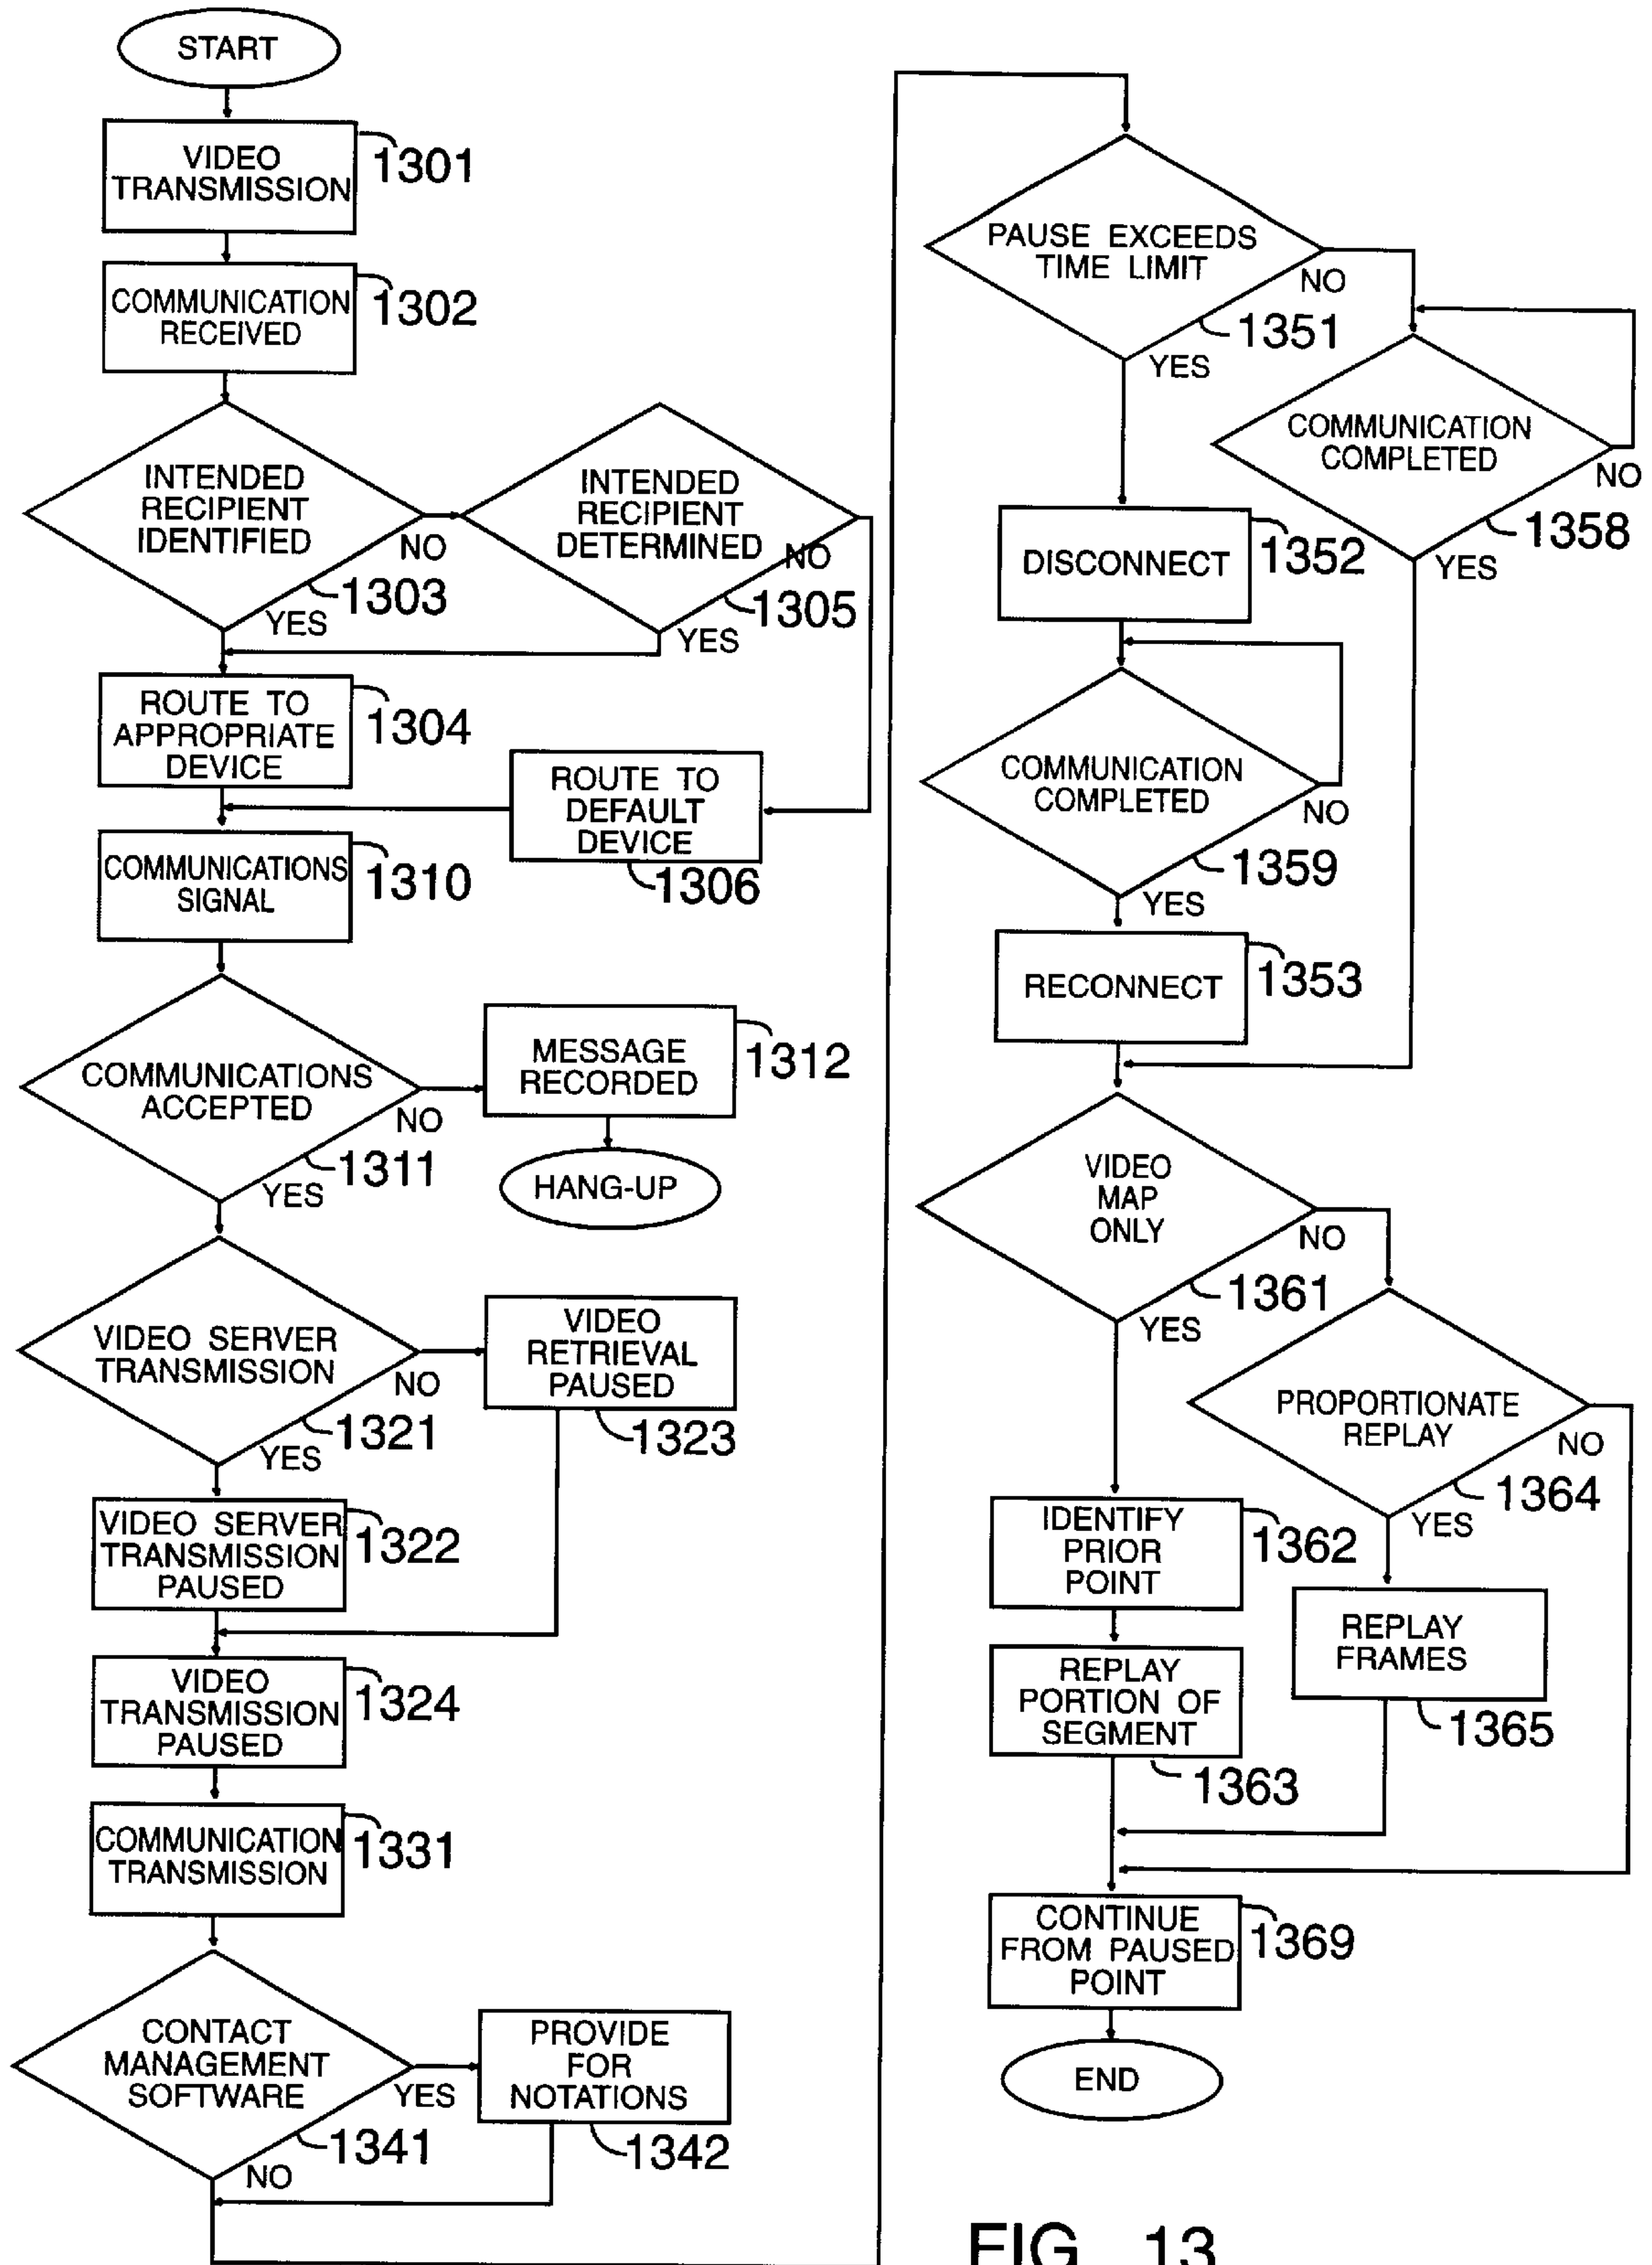 START
VIDEO
TRANSMISSION
1301
COMMUNICATION
RECEIVED
1302
INTENDED
RECIPIENT
IDENTIFIED
NO
1303
YES
INTENDED
RECIPIENT
DETERMINED
NO
1305
YES
ROUTE TO
APPROPRIATE
DEVICE
1304
ROUTE TO
DEFAULT
DEVICE
1306
COMMUNICATIONS
SIGNAL
1310
COMMUNICATIONS
ACCEPTED
NO
1311
YES
MESSAGE
RECORDED
1312
HANG-UP
VIDEO SERVER
TRANSMISSION
NO
1321
YES
VIDEO
RETRIEVAL
PAUSED
1323
VIDEO SERVER
TRANSMISSION
PAUSED
1322
VIDEO
TRANSMISSION
PAUSED
1324
COMMUNICATION
TRANSMISSION
1331
CONTACT
MANAGEMENT
SOFTWARE
YES
1341
NO
PROVIDE
FOR
NOTATIONS
1342
PAUSE EXCEEDS
TIME LIMIT
NO
1351
YES
COMMUNICATION
COMPLETED
NO
1358
YES
DISCONNECT
1352
COMMUNICATION
COMPLETED
NO
1359
YES
RECONNECT
1353
VIDEO
MAP
ONLY
NO
1361
YES
PROPORTIONATE
REPLAY
NO
1364
YES
IDENTIFY
PRIOR
POINT
1362
REPLAY
FRAMES
1365
REPLAY
PORTION OF
SEGMENT
1363
CONTINUE
FROM PAUSED
POINT
1369
END
FIG. 13